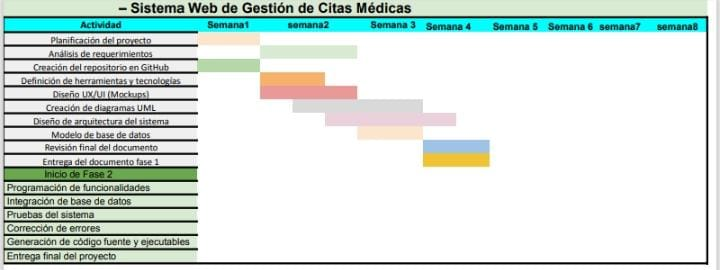 – Sistema Web de Gestión de Citas Médicas
Actividad Semana1 semana2 Semana 3 Semana 4 Semana 5 Semana 6 semana7 semana8
Planificación del proyecto
Análisis de requerimientos
Creación del repositorio en GitHub
Definición de herramientas y tecnologías
Diseño UX/UI (Mockups)
Creación de diagramas UML
Diseño de arquitectura del sistema
Modelo de base de datos
Revisión final del documento
Entrega del documento fase 1
Inicio de Fase 2
Programación de funcionalidades
Integración de base de datos
Pruebas del sistema
Corrección de errores
Generación de código fuente y ejecutables
Entrega final del proyecto